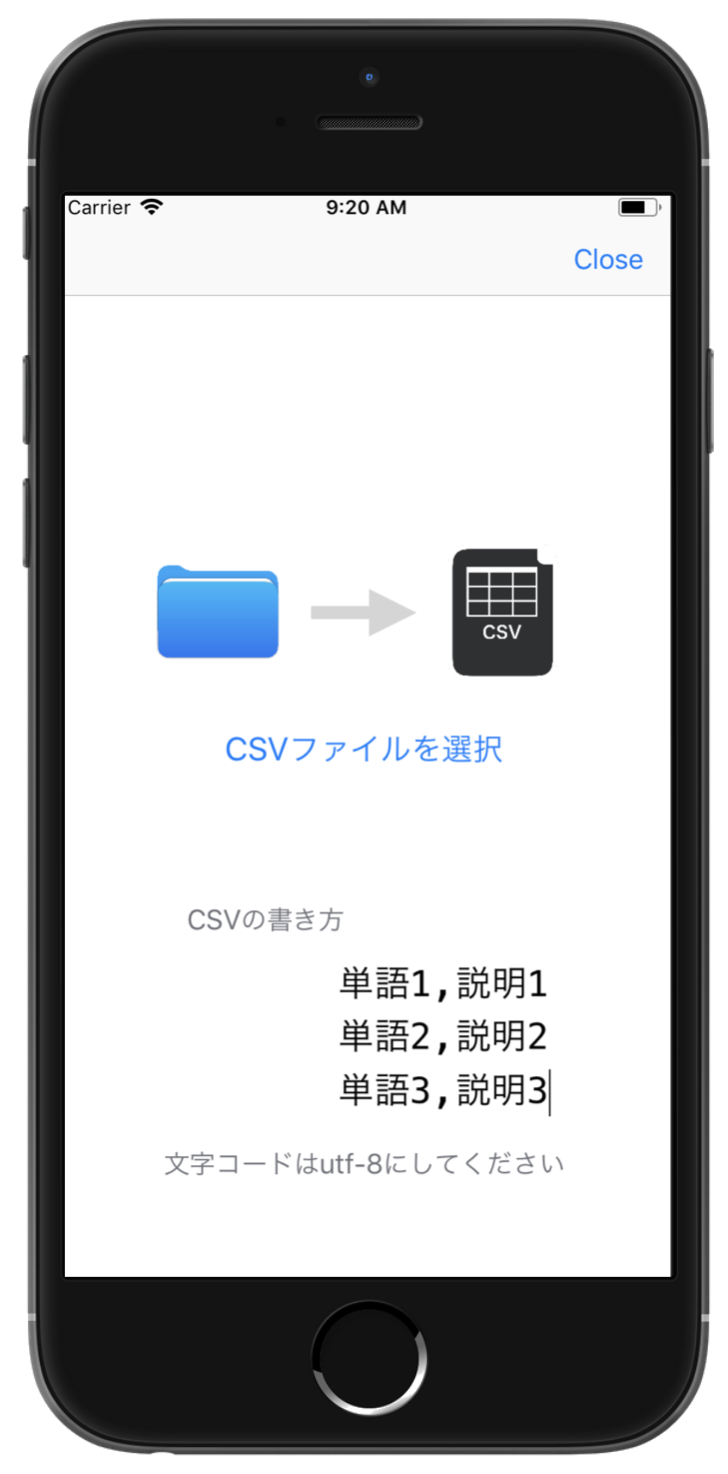 Carrier
9:20 AM
Close
CSV
CSVファイルを選択
CSVの書き方
単語1,説明1
単語2,説明2
単語3,説明3
文字コードはutf-8にしてください